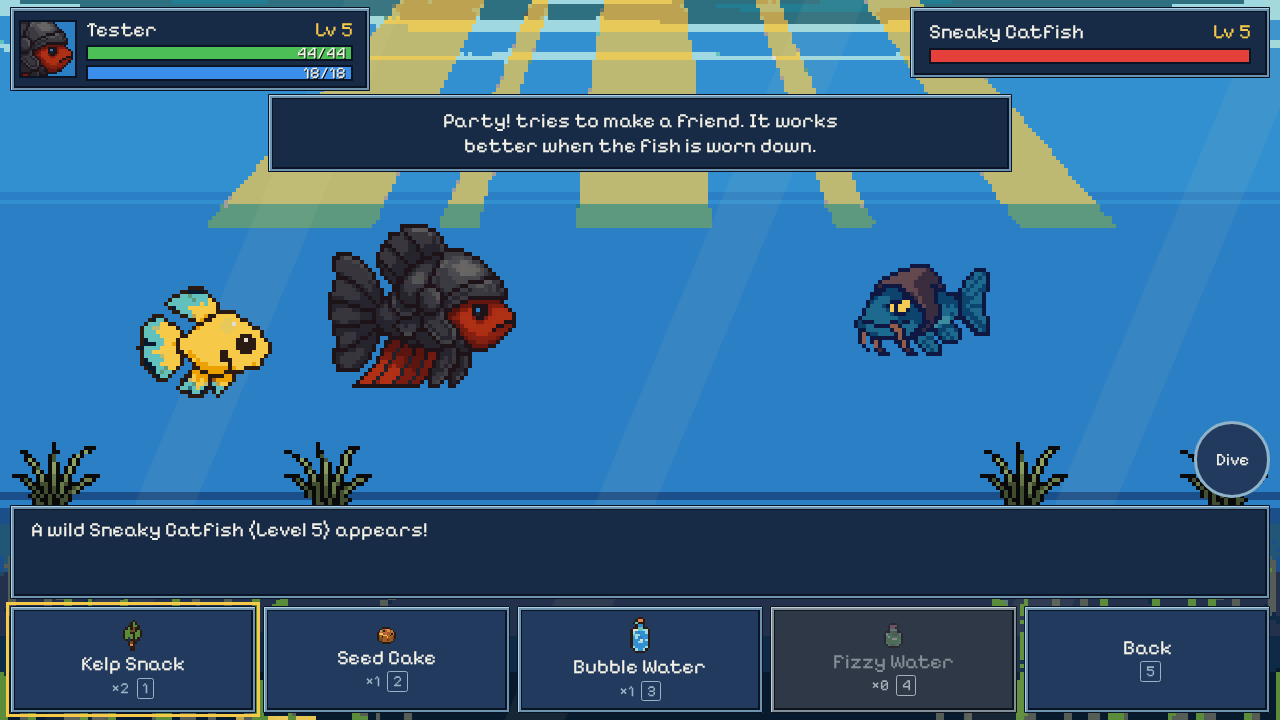 Tester Lv 5
44/44
18/18
Sneaky Catfish Lv 5
Party! tries to make a friend. It works
better when the fish is worn down.
Dive
A wild Sneaky Catfish (Level 5) appears!
Kelp Snack
×2 1
Seed Cake
×1 2
Bubble Water
×1 3
Fizzy Water
×0 4
Back
5